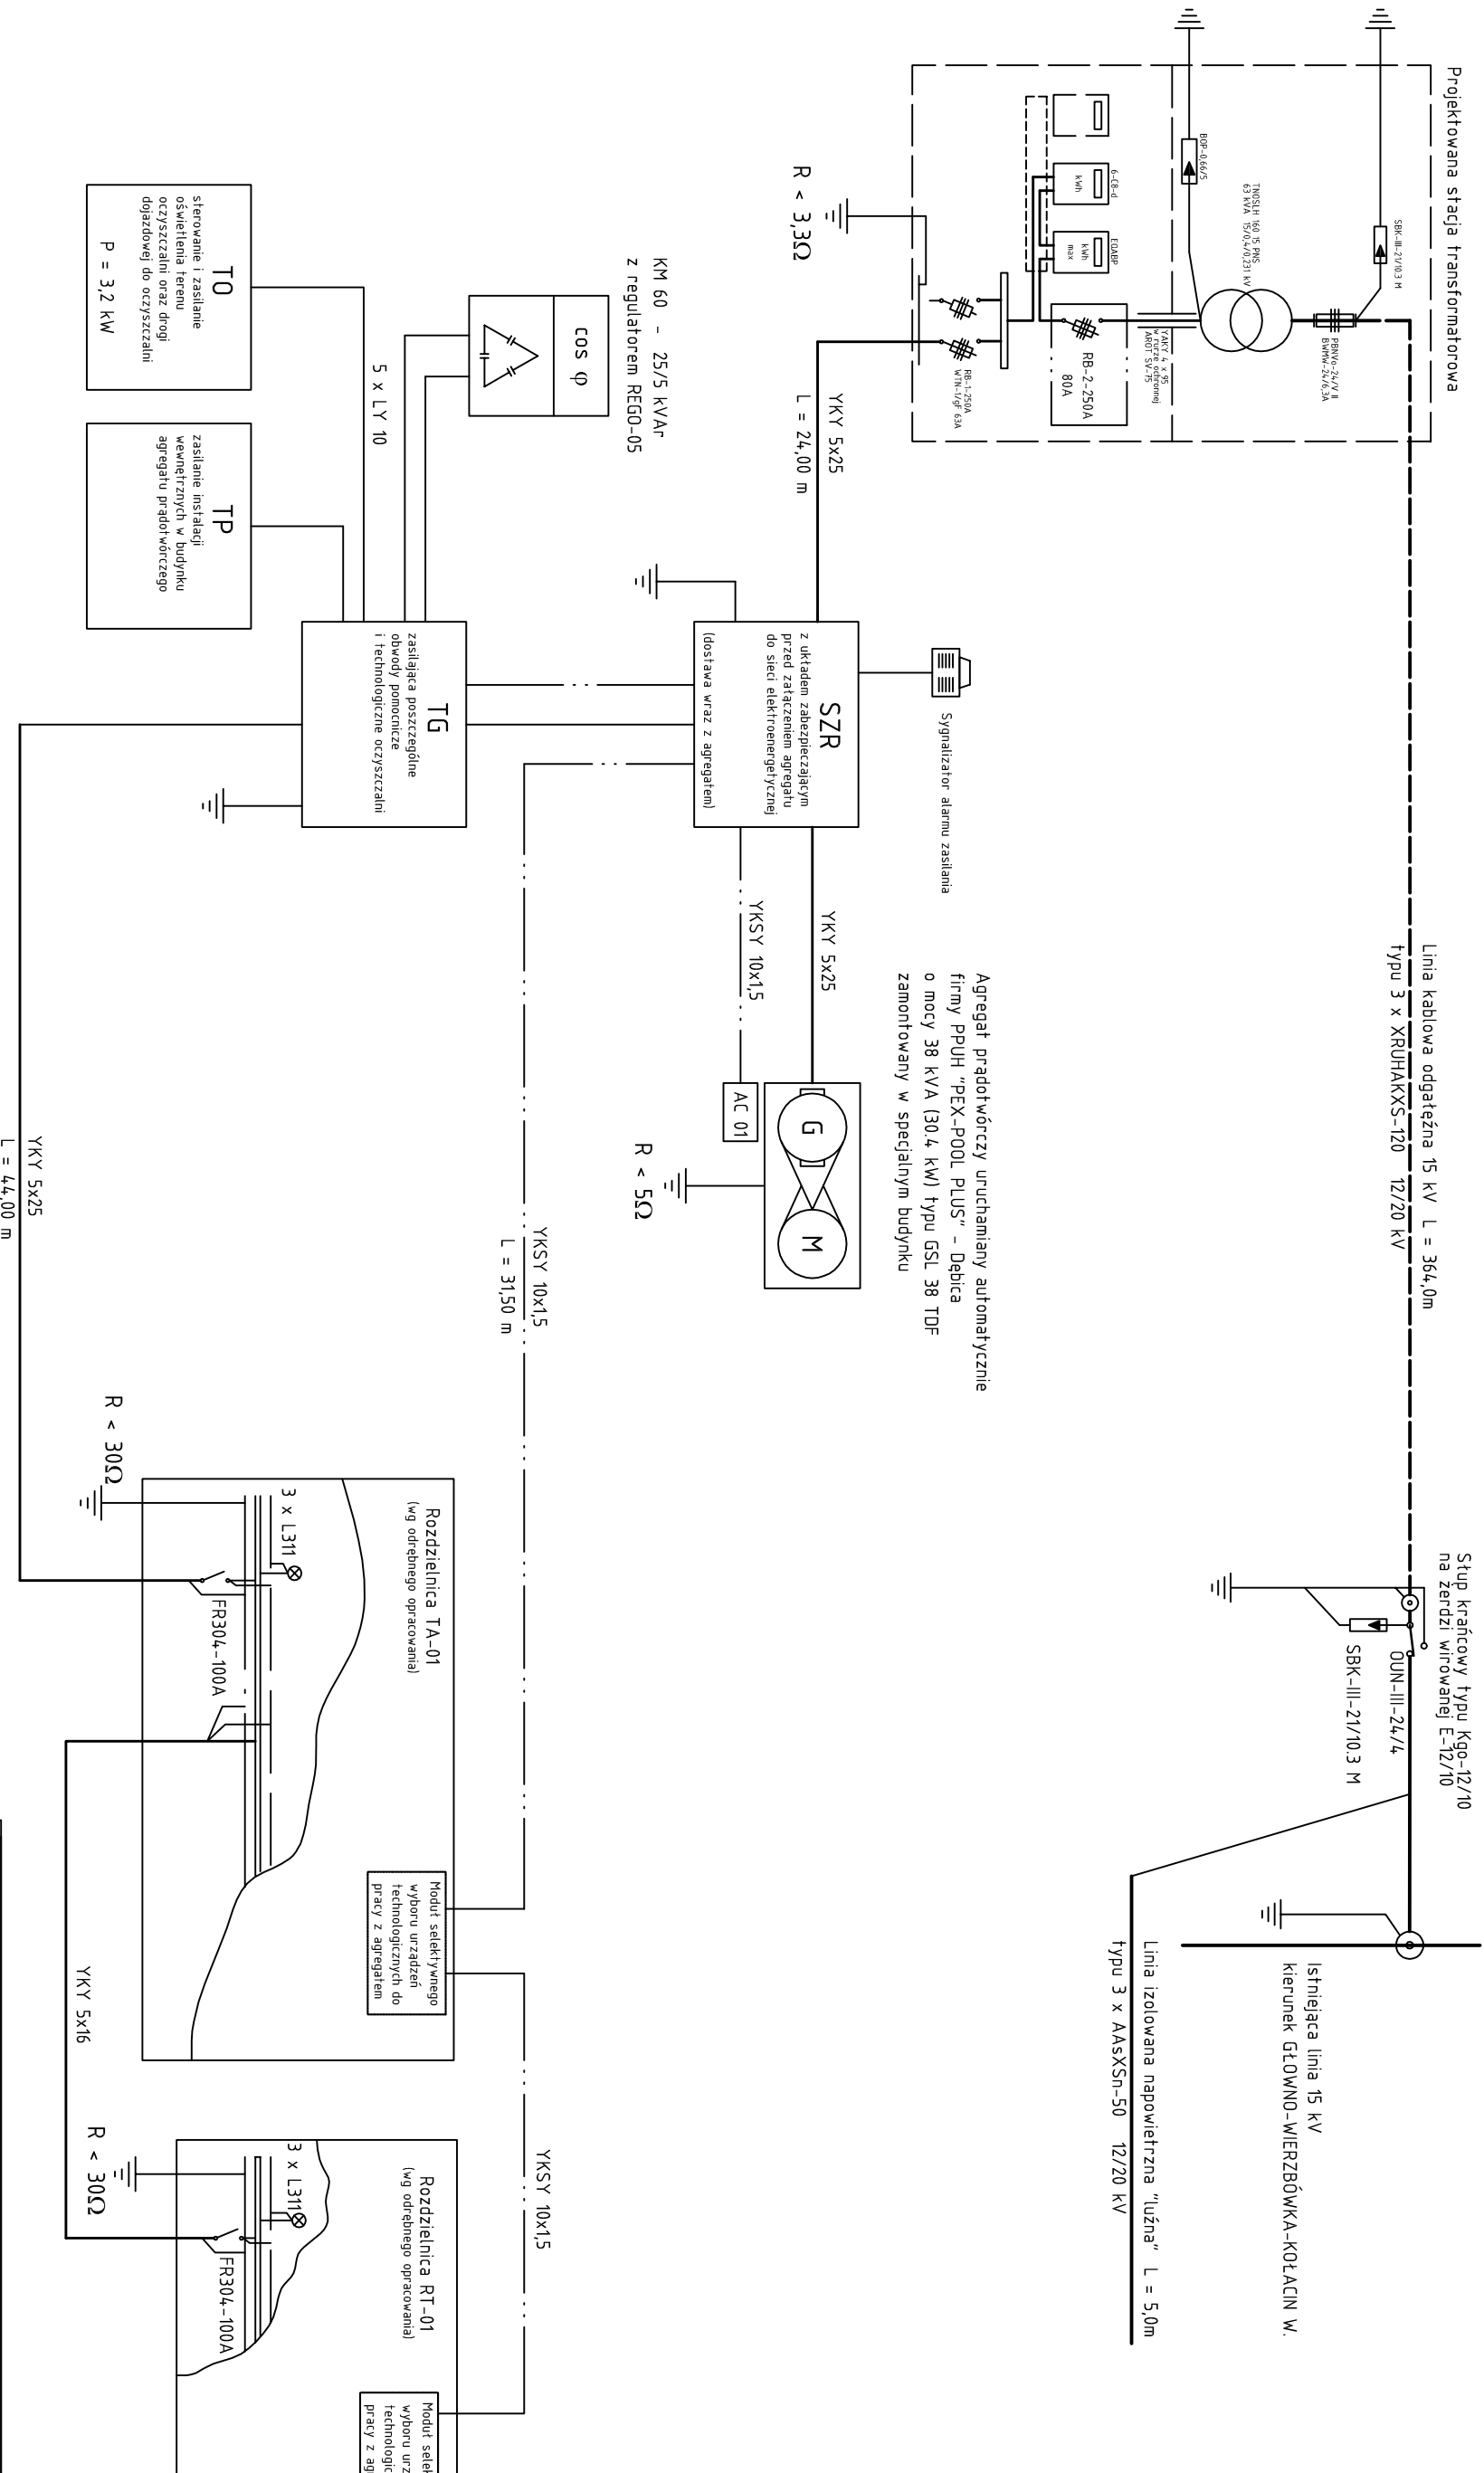 Projektowana stacja transformatorowa
SBK-III-21/10.3 M
PBNVo-24/V II
BWMW-24/6,3A
TNOSLH 160 15 PNS
63 kVA 15/0,4/0,231 kV
BOP-0,66/5
YAKY 4 x 95
w rurze ochronnej
AROT SV-75
6-C8-d
kWh
EQABP
kWh
max
RB-2-250A
80A
RB-1-250A
WTN-1/gF 63A
R < 3,3Ω
Linia kablowa odgałęźna 15 kV L = 364,0m
typu 3 x XRUHAKXS-120 12/20 kV
Słup krańcowy typu Kgo-12/10
na żerdzi wirowanej E-12/10
OUN-III-24/4
SBK-III-21/10.3 M
Istniejąca linia 15 kV
kierunek GŁOWNO-WIERZBÓWKA-KOŁACIN W.
Linia izolowana napowietrzna "luźna" L = 5,0m
typu 3 x AAsXSn-50 12/20 kV
YKY 5x25
L = 24,00 m
Sygnalizator alarmu zasilania
SZR
z układem zabezpieczającym
przed załączeniem agregatu
do sieci elektroenergetycznej
(dostawa wraz z agregatem)
Agregat prądotwórczy uruchamiany automatycznie
firmy PPUH "PEX-POOL PLUS" - Dębica
o mocy 38 kVA (30.4 kW) typu GSL 38 TDF
zamontowany w specjalnym budynku
YKY 5x25
YKSY 10x1,5
G
M
AC 01
R < 5Ω
KM 60 - 25/5 kVAr
z regulatorem REGO-05
cos φ
5 x LY 10
TG
zasilająca poszczególne
obwody pomocnicze
i technologiczne oczyszczalni
TO
sterowanie i zasilanie
oświetlenia terenu
oczyszczalni oraz drogi
dojazdowej do oczyszczalni
P = 3,2 kW
TP
zasilanie instalacji
wewnętrznych w budynku
agregatu prądotwórczego
YKSY 10x1,5
L = 31,50 m
YKY 5x25
L = 44,00 m
Rozdzielnica TA-01
(wg odrębnego opracowania)
3 x L311
FR304-100A
R < 30Ω
Moduł selektywnego
wyboru urządzeń
technologicznych do
pracy z agregatem
YKY 5x16
YKSY 10x1,5
Rozdzielnica RT-01
(wg odrębnego opracowania)
3 x L311
FR304-100A
R < 30Ω
Moduł selek
wyboru urz
technologic
pracy z ag